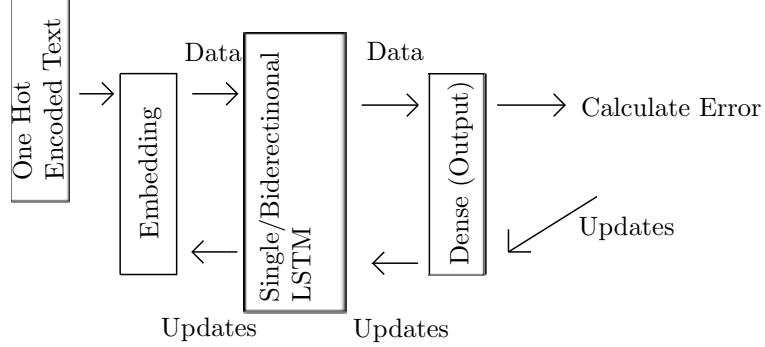 One Hot
Encoded Text
Embedding
Data
Single/Biderectinonal
LSTM
Data
Dense (Output)
Calculate Error
Updates
Updates
Updates